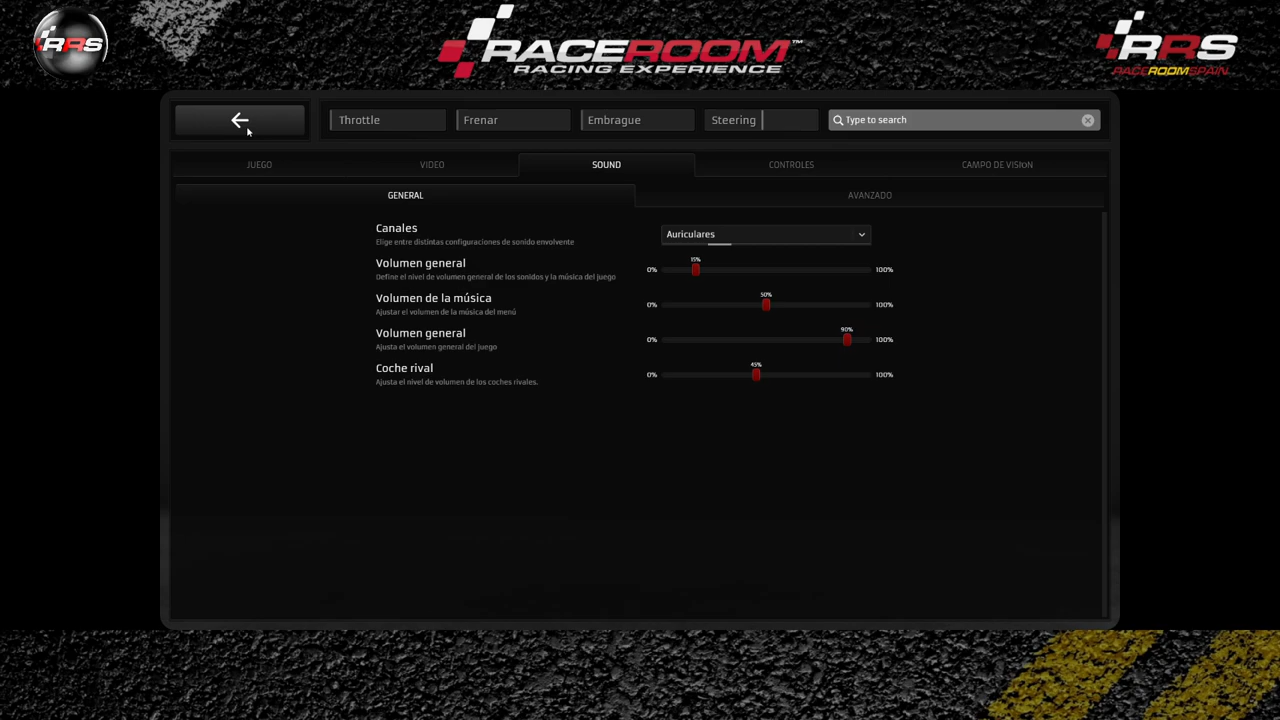 RRS
RACEROOM™
RACING EXPERIENCE
RRS
RACEROOMSPAIN
Throttle
Frenar
Embrague
Steering
Type to search
JUEGO
VIDEO
SOUND
CONTROLES
CAMPO DE VISIÓN
GENERAL
AVANZADO
Canales
Elige entre distintas configuraciones de sonido envolvente
Auriculares
Volumen general
Define el nivel de volumen general de los sonidos y la música del juego
0%
15%
100%
Volumen de la música
Ajustar el volumen de la música del menú
0%
50%
100%
Volumen general
Ajusta el volumen general del juego
0%
90%
100%
Coche rival
Ajusta el nivel de volumen de los coches rivales.
0%
45%
100%